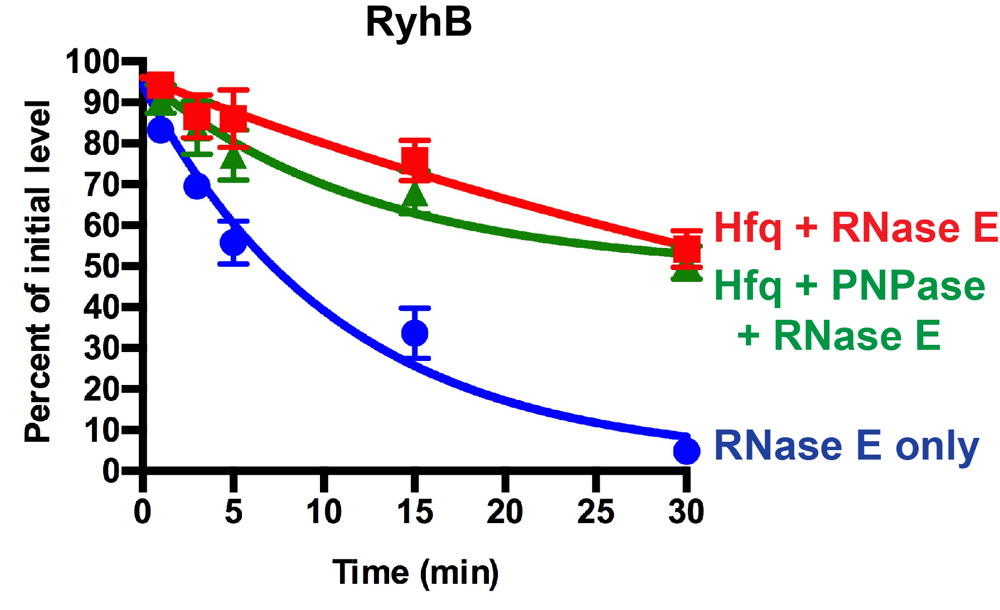 RyhB
Percent of initial level
100
90
80
70
60
50
40
30
20
10
0
0 5 10 15 20 25 30
Time (min)
Hfq + RNase E
Hfq + PNPase
+ RNase E
RNase E only